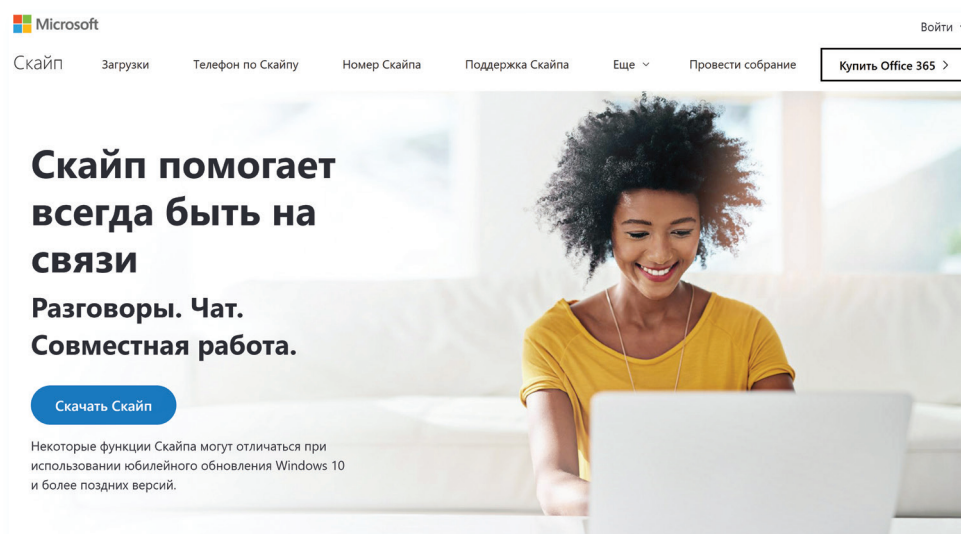 Microsoft
Войти
Скайп Загрузки Телефон по Скайпу Номер Скайпа Поддержка Скайпа Еще Провести собрание Купить Office 365
Скайп помогает
всегда быть на
связи
Разговоры. Чат.
Совместная работа.
Скачать Скайп
Некоторые функции Скайпа могут отличаться при
использовании юбилейного обновления Windows 10
и более поздних версий.